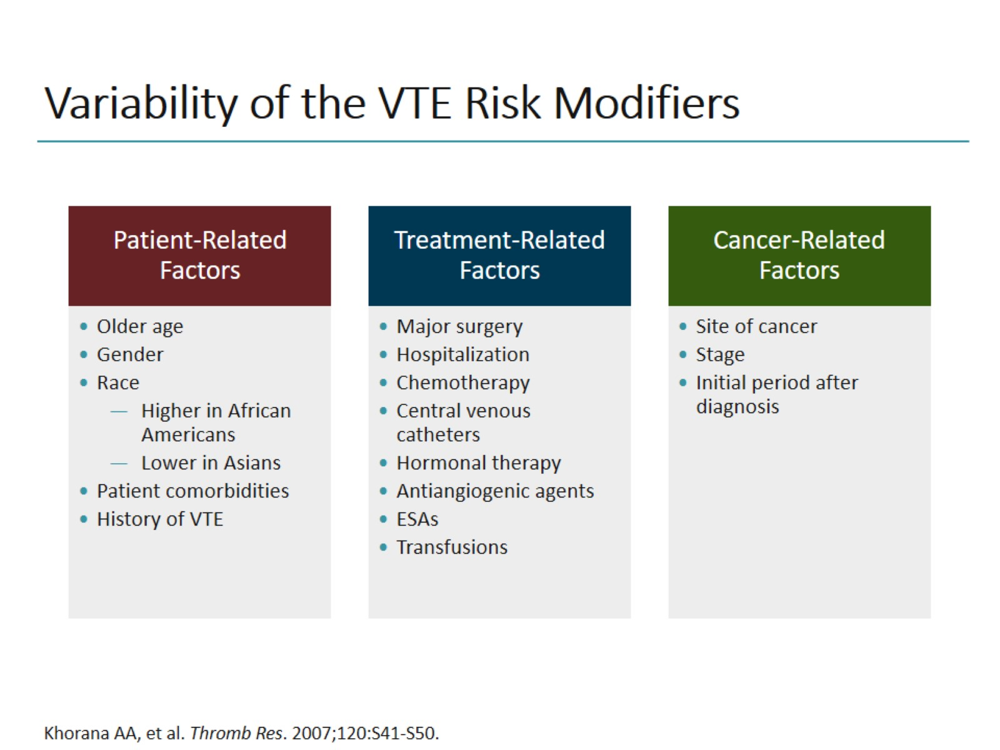 Variability of the VTE Risk Modifiers
Patient-Related
Factors
• Older age
• Gender
• Race
— Higher in African
Americans
— Lower in Asians
• Patient comorbidities
• History of VTE
Treatment-Related
Factors
• Major surgery
• Hospitalization
• Chemotherapy
• Central venous
catheters
• Hormonal therapy
• Antiangiogenic agents
• ESAs
• Transfusions
Cancer-Related
Factors
• Site of cancer
• Stage
• Initial period after
diagnosis
Khorana AA, et al. Thromb Res. 2007;120:S41-S50.